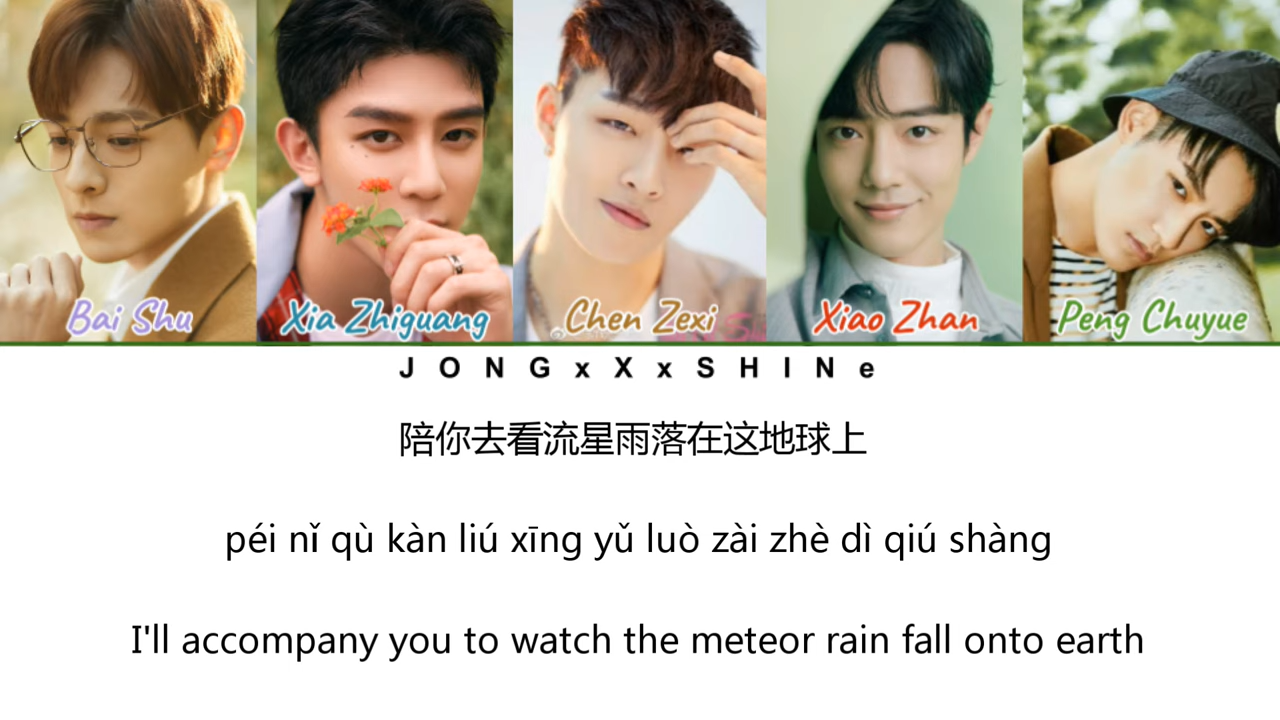 Bai Shu
Xia Zhiguang
Chen Zexi
Xiao Zhan
Peng Chuyue
J O N G x X x S H I N e
陪你去看流星雨落在这地球上
péi nǐ qù kàn liú xīng yǔ luò zài zhè dì qiú shàng
I'll accompany you to watch the meteor rain fall onto earth